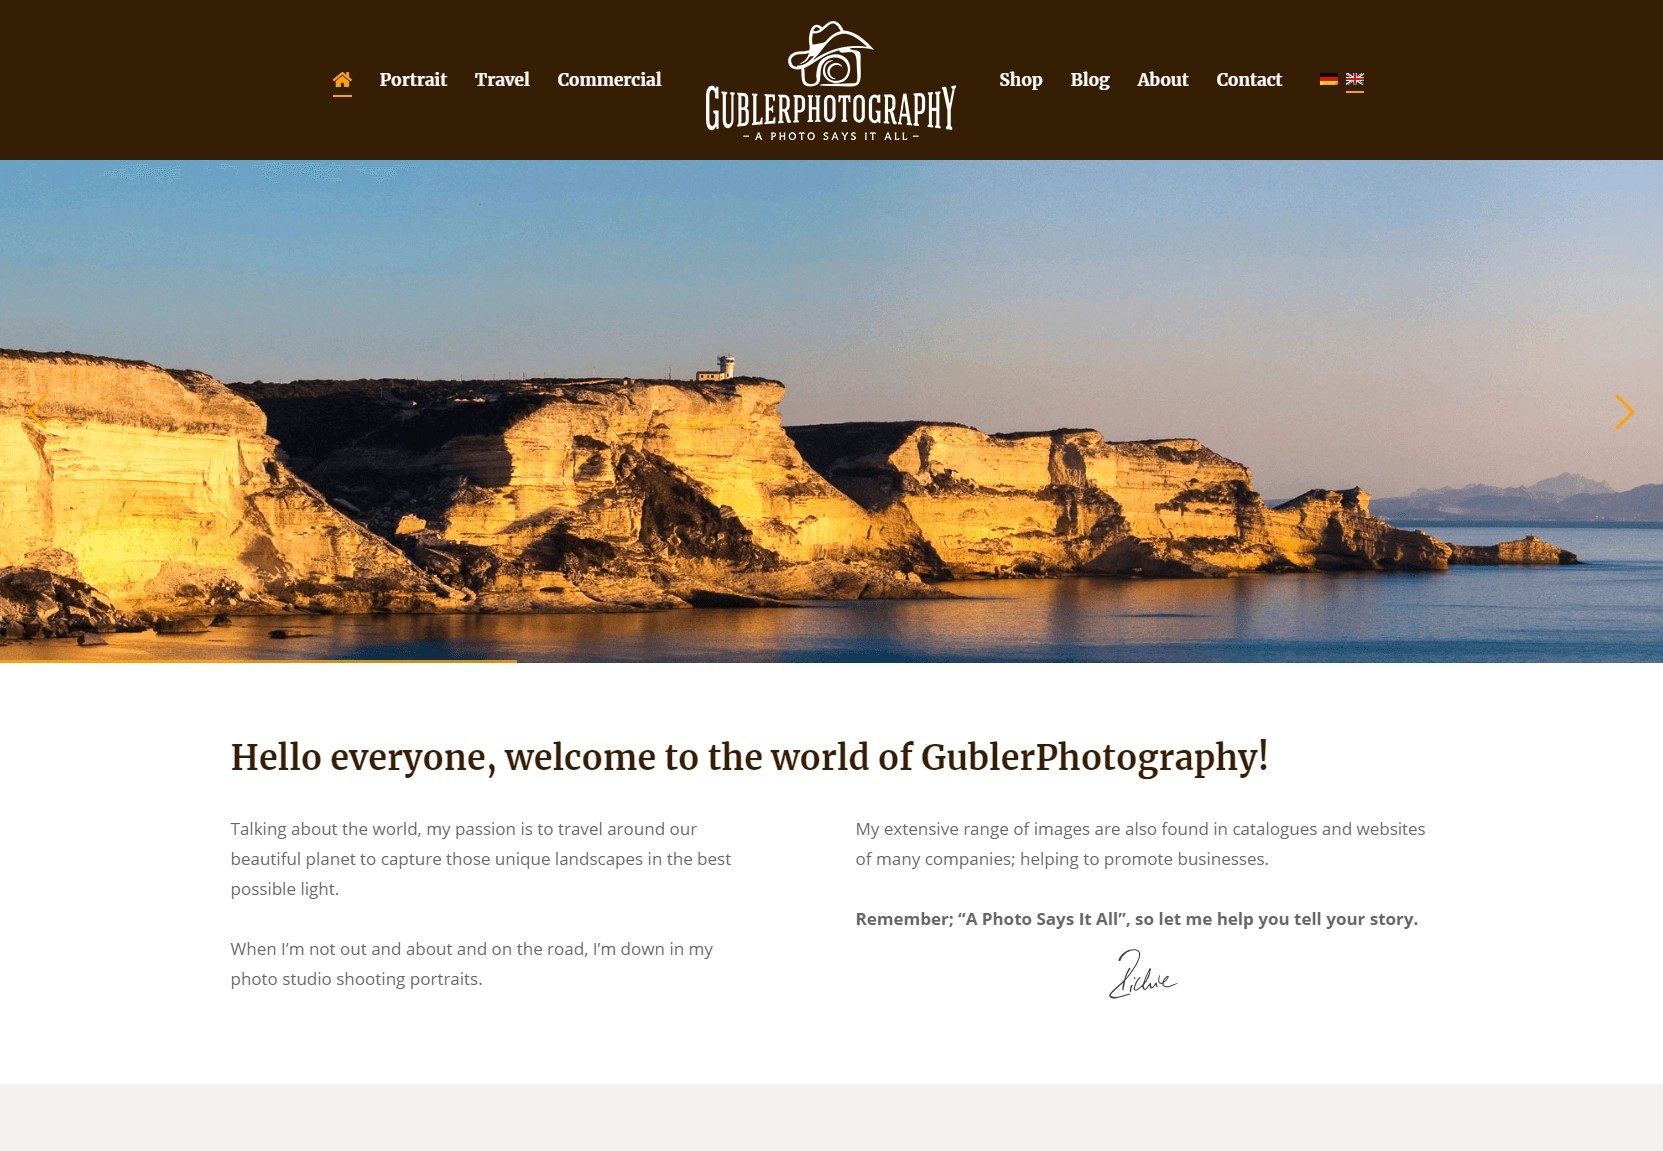 Portrait Travel Commercial
GUBLERPHOTOGRAPHY
– A PHOTO SAYS IT ALL –
Shop Blog About Contact
Hello everyone, welcome to the world of GublerPhotography!
Talking about the world, my passion is to travel around our
beautiful planet to capture those unique landscapes in the best
possible light.
When I’m not out and about and on the road, I’m down in my
photo studio shooting portraits.
My extensive range of images are also found in catalogues and websites
of many companies; helping to promote businesses.
Remember; “A Photo Says It All”, so let me help you tell your story.
Richie